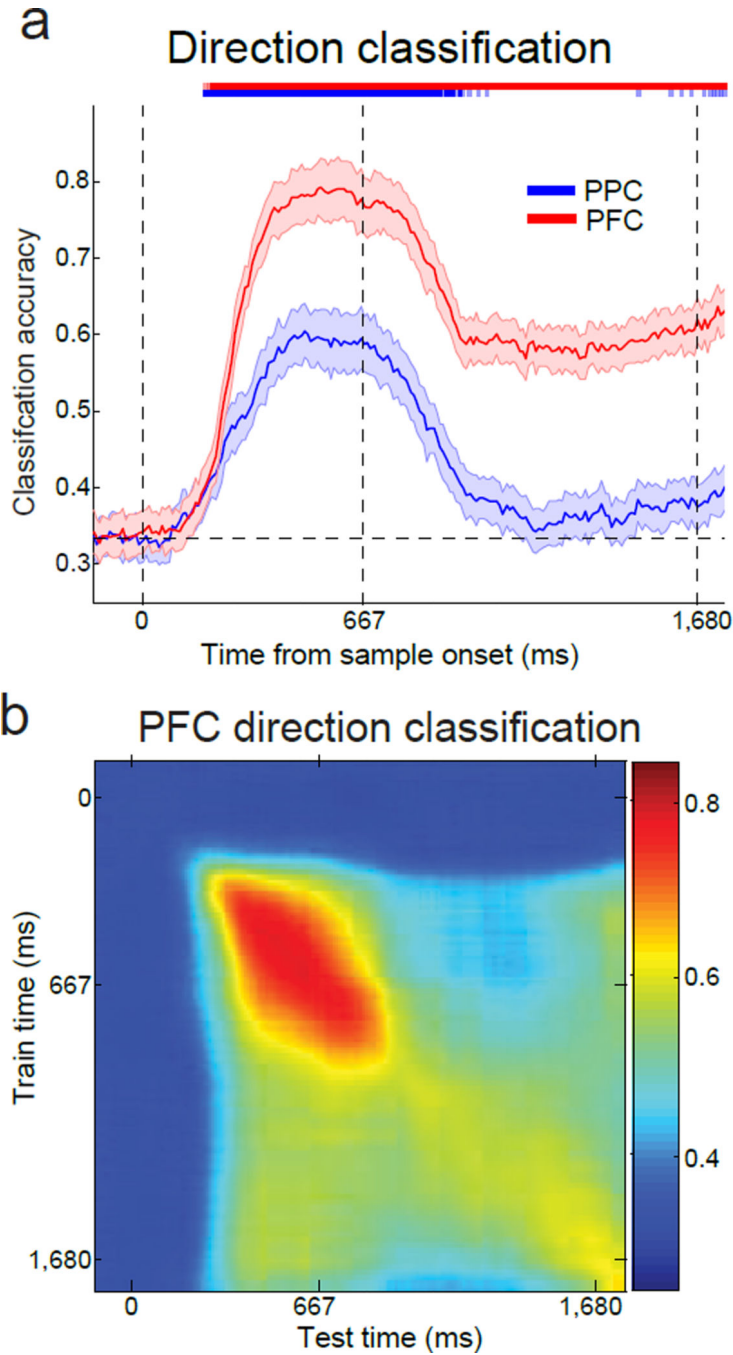 a
Direction classification
0.8
0.7
0.6
0.5
0.4
0.3
Classifcation accuracy
PPC
PFC
0
667
1,680
Time from sample onset (ms)
b
PFC direction classification
0
667
1,680
Train time (ms)
0.8
0.6
0.4
0
667
1,680
Test time (ms)